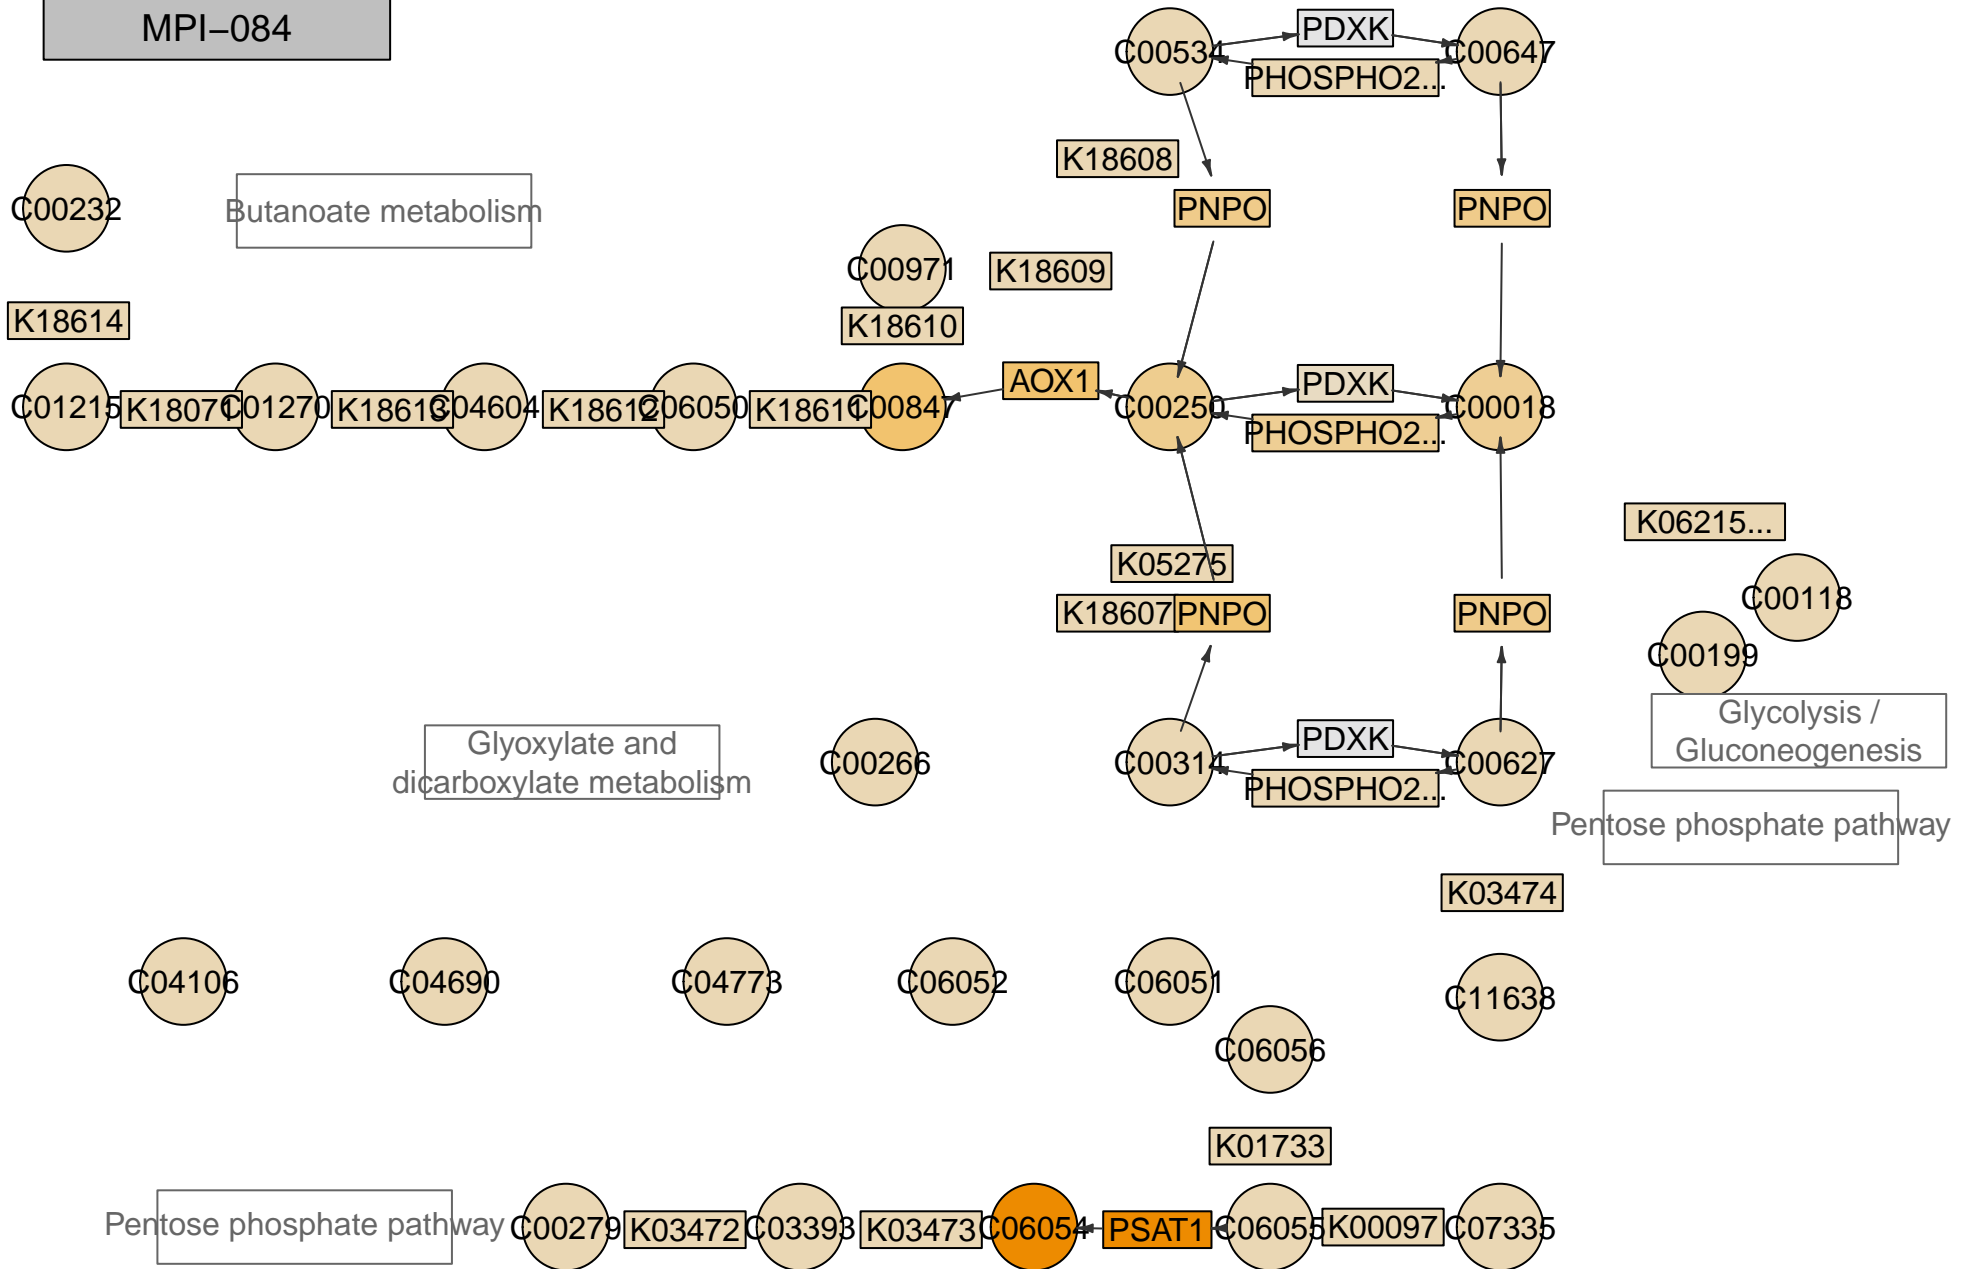 MPI−084
C00534
PDXK
C00647
PHOSPHO2...
K18608
C00232
Butanoate metabolism
PNPO
PNPO
C00971
K18609
K18614
K18610
C01215
K18071
C01270
K18613
C04604
K18612
C06050
K18611
C00847
AOX1
C00250
PDXK
C00018
PHOSPHO2...
K06215...
K05275
C00118
K18607
PNPO
PNPO
C00199
Glycolysis /
Gluconeogenesis
Glyoxylate and
dicarboxylate metabolism
C00266
C00314
PDXK
C00627
PHOSPHO2...
Pentose phosphate pathway
K03474
C04106
C04690
C04773
C06052
C06051
C11638
C06056
K01733
Pentose phosphate pathway
C00279
K03472
C03393
K03473
C06054
PSAT1
C06055
K00097
C07335